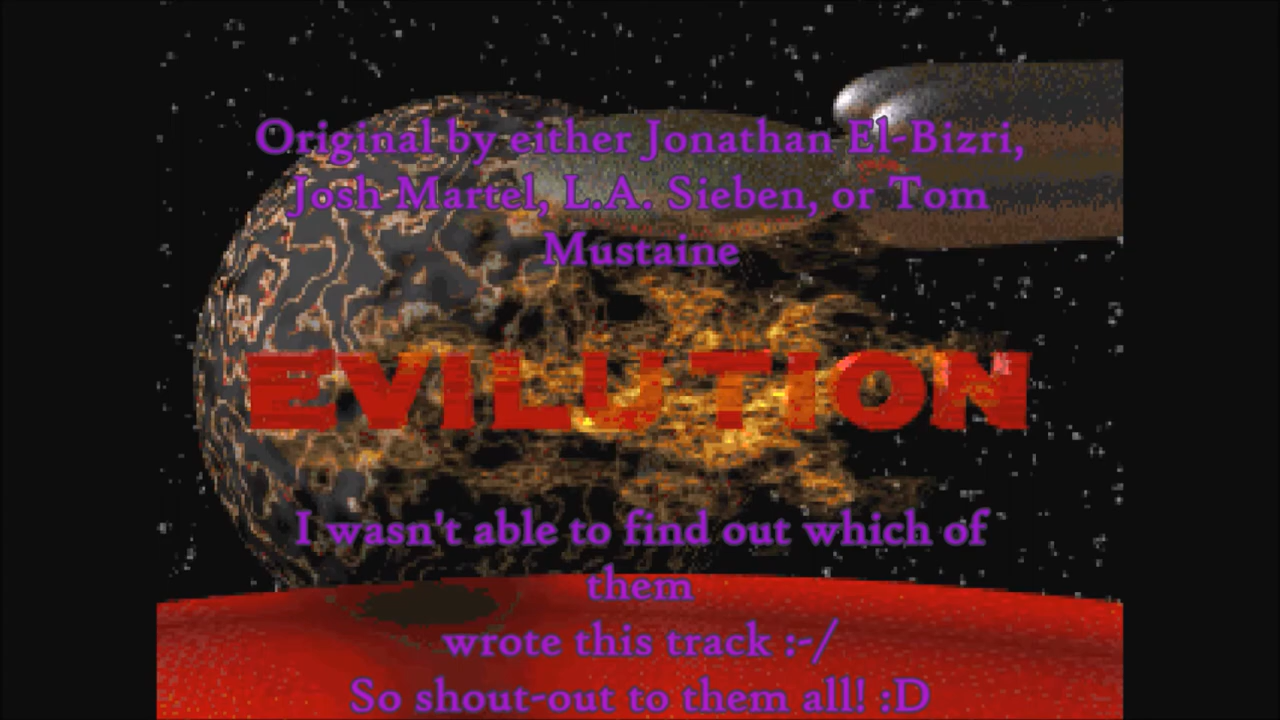 Original by either Jonathan El-Bizri,
Josh Martel, L.A. Sieben, or Tom
Mustaine
EVILUTION
I wasn't able to find out which of
them
wrote this track :-/
So shout-out to them all! :D